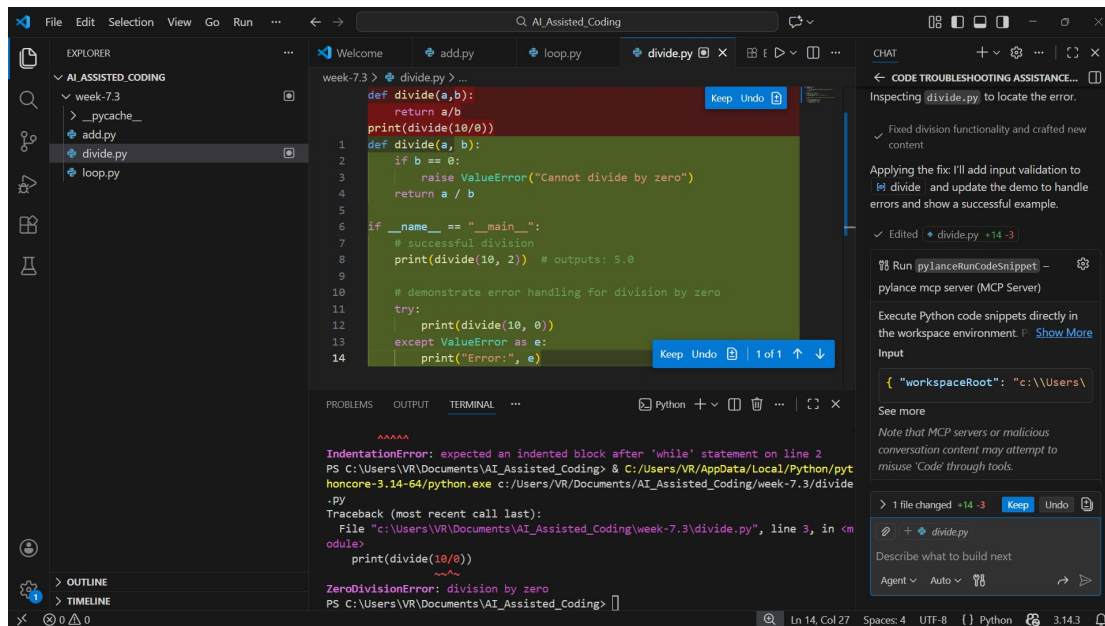 File Edit Selection View Go Run ··· ← → AI_Assisted_Coding
EXPLORER ···
AI_ASSISTED_CODING
week-7.3
__pycache__
add.py
divide.py
loop.py
OUTLINE
TIMELINE
Welcome add.py loop.py divide.py
week-7.3 > divide.py > ...
def divide(a,b):
    return a/b
print(divide(10/0))
Keep Undo
1 def divide(a, b):
2     if b == 0:
3         raise ValueError("Cannot divide by zero")
4     return a / b
5
6 if __name__ == "__main__":
7     # successful division
8     print(divide(10, 2))  # outputs: 5.0
9
10     # demonstrate error handling for division by zero
11     try:
12         print(divide(10, 0))
13     except ValueError as e:
14         print("Error:", e)
Keep Undo 1 of 1 ↑ ↓
PROBLEMS OUTPUT TERMINAL ··· Python
^^^^^
IndentationError: expected an indented block after 'while' statement on line 2
PS C:\Users\VR\Documents\AI_Assisted_Coding> & C:/Users/VR/AppData/Local/Python/pyt
honcore-3.14-64/python.exe c:/Users/VR/Documents/AI_Assisted_Coding/week-7.3/divide
.py
Traceback (most recent call last):
  File "c:\Users\VR\Documents\AI_Assisted_Coding\week-7.3\divide.py", line 3, in <m
odule>
    print(divide(10/0))
                 ~~^~
ZeroDivisionError: division by zero
PS C:\Users\VR\Documents\AI_Assisted_Coding>
CHAT
← CODE TROUBLESHOOTING ASSISTANCE...
Inspecting divide.py to locate the error.
Fixed division functionality and crafted new
content
Applying the fix: I'll add input validation to
divide and update the demo to handle
errors and show a successful example.
Edited divide.py +14 -3
Run pylanceRunCodeSnippet –
pylance mcp server (MCP Server)
Execute Python code snippets directly in
the workspace environment. P Show More
Input
{ "workspaceRoot": "c:\\Users\
See more
Note that MCP servers or malicious
conversation content may attempt to
misuse 'Code' through tools.
1 file changed +14 -3 Keep Undo
+ divide.py
Describe what to build next
Agent Auto
1
0 0 Ln 14, Col 27 Spaces: 4 UTF-8 {} Python 3.14.3